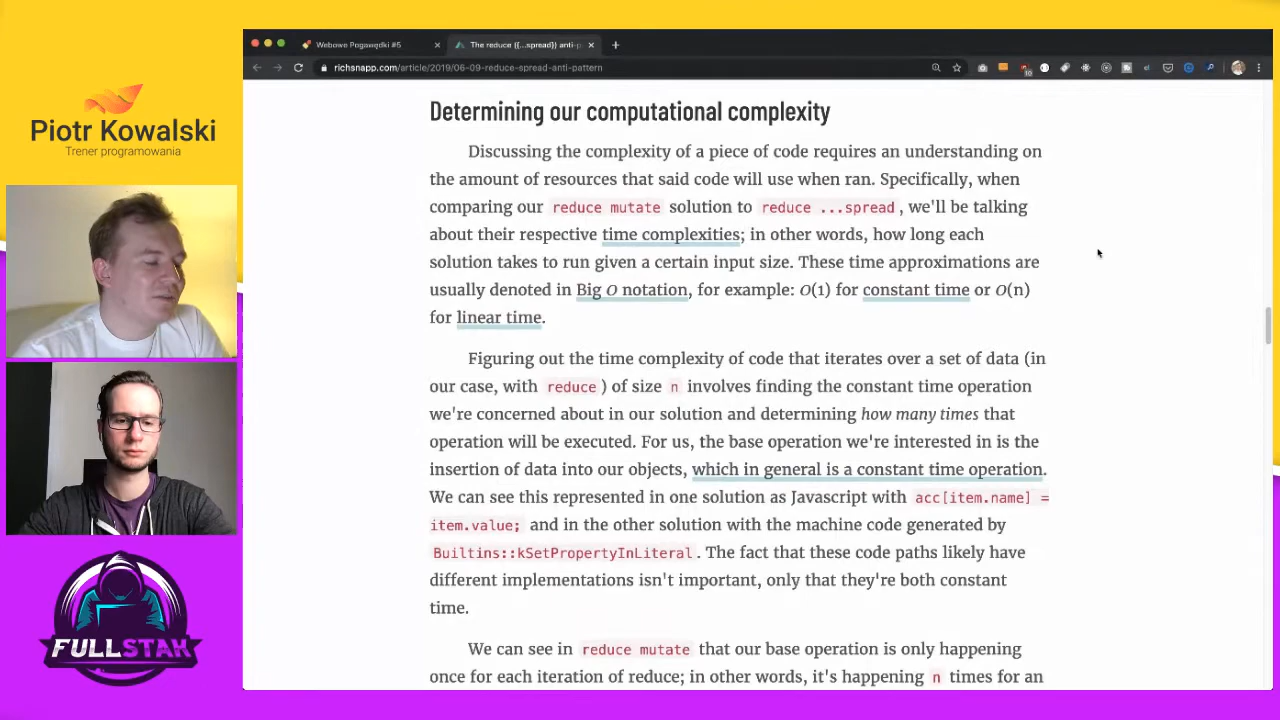 Piotr Kowalski
Trener programowania
FULLSTAK
Webowe Pogawędki #5
The reduce ({...spread}) anti-p
richsnapp.com/article/2019/06-09-reduce-spread-anti-pattern
10
Determining our computational complexity
Discussing the complexity of a piece of code requires an understanding on
the amount of resources that said code will use when ran. Specifically, when
comparing our reduce mutate solution to reduce ...spread, we'll be talking
about their respective time complexities; in other words, how long each
solution takes to run given a certain input size. These time approximations are
usually denoted in Big O notation, for example: O(1) for constant time or O(n)
for linear time.
Figuring out the time complexity of code that iterates over a set of data (in
our case, with reduce) of size n involves finding the constant time operation
we're concerned about in our solution and determining how many times that
operation will be executed. For us, the base operation we're interested in is the
insertion of data into our objects, which in general is a constant time operation.
We can see this represented in one solution as Javascript with acc[item.name] =
item.value; and in the other solution with the machine code generated by
Builtins::kSetPropertyInLiteral. The fact that these code paths likely have
different implementations isn't important, only that they're both constant
time.
We can see in reduce mutate that our base operation is only happening
once for each iteration of reduce; in other words, it's happening n times for an